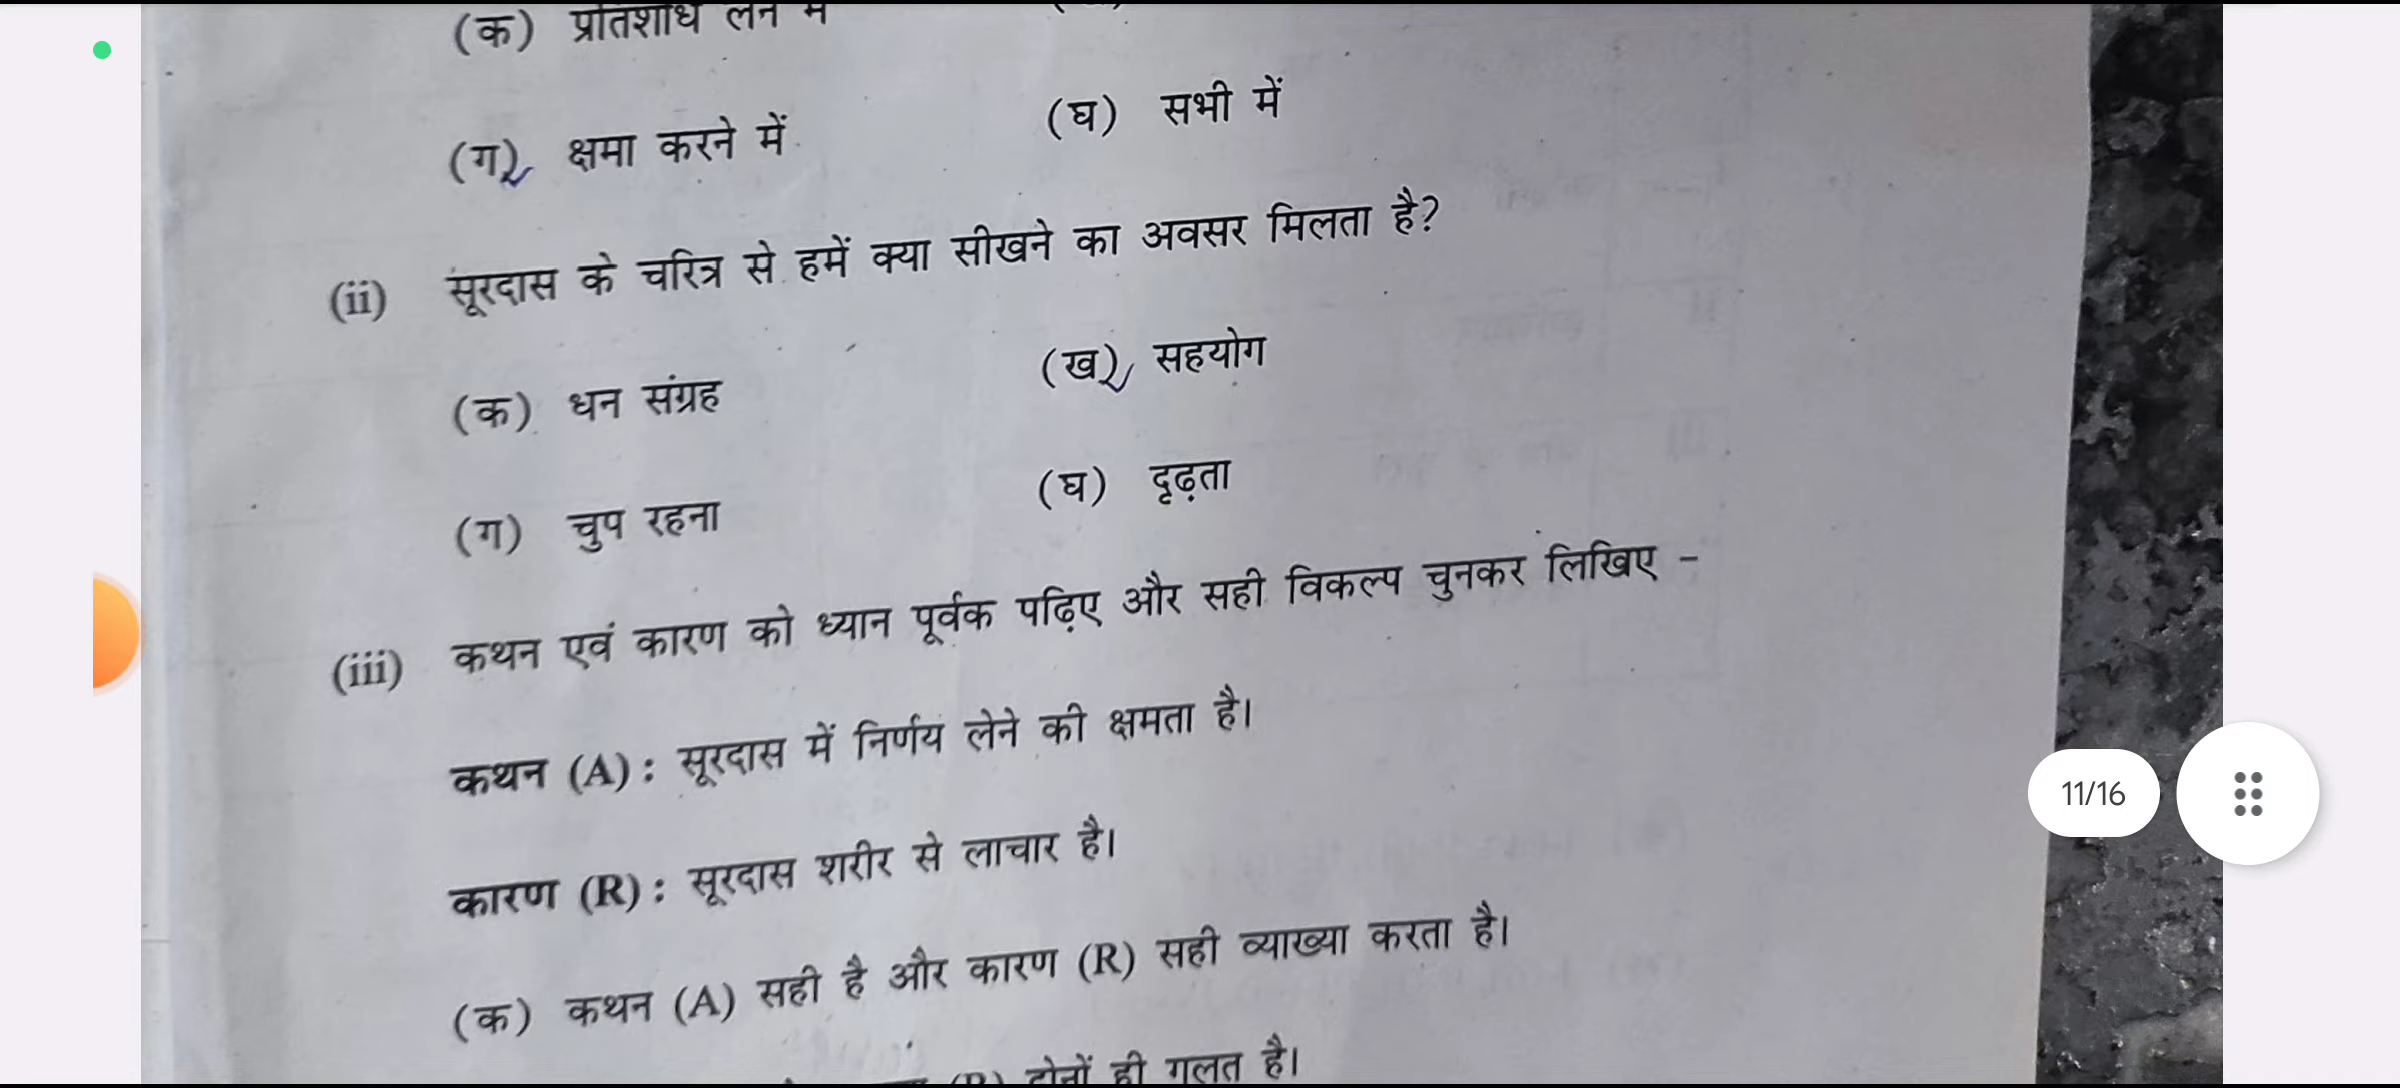 (क) प्रतिशोध लेने में
(ग) क्षमा करने में
(घ) सभी में
(ii) सूरदास के चरित्र से हमें क्या सीखने का अवसर मिलता है?
(क) धन संग्रह
(ख) सहयोग
(ग) चुप रहना
(घ) दृढ़ता
(iii) कथन एवं कारण को ध्यान पूर्वक पढ़िए और सही विकल्प चुनकर लिखिए -
कथन (A) : सूरदास में निर्णय लेने की क्षमता है।
कारण (R) : सूरदास शरीर से लाचार है।
11/16
(क) कथन (A) सही है और कारण (R) सही व्याख्या करता है।
(R) दोनों ही गलत है।